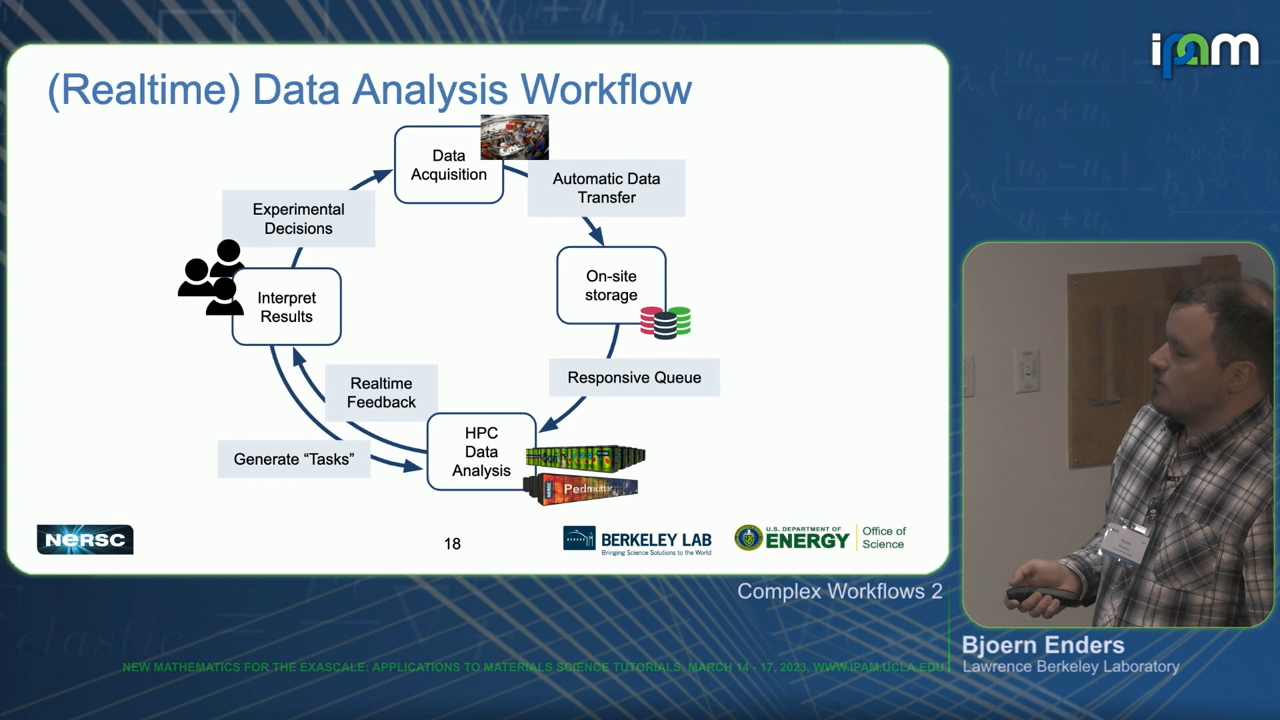 ipam
(Realtime) Data Analysis Workflow
Data
Acquisition
Automatic Data
Transfer
Experimental
Decisions
On-site
storage
Interpret
Results
Responsive Queue
Realtime
Feedback
HPC
Data
Analysis
Generate “Tasks”
Perlmutter
NERSC
18
BERKELEY LAB
Bringing Science Solutions to the World
U.S. DEPARTMENT OF
ENERGY
Office of
Science
Complex Workflows 2
Bjoern Enders
Lawrence Berkeley Laboratory
NEW MATHEMATICS FOR THE EXASCALE: APPLICATIONS TO MATERIALS SCIENCE TUTORIALS, MARCH 14 - 17, 2023, WWW.IPAM.UCLA.EDU
elastic